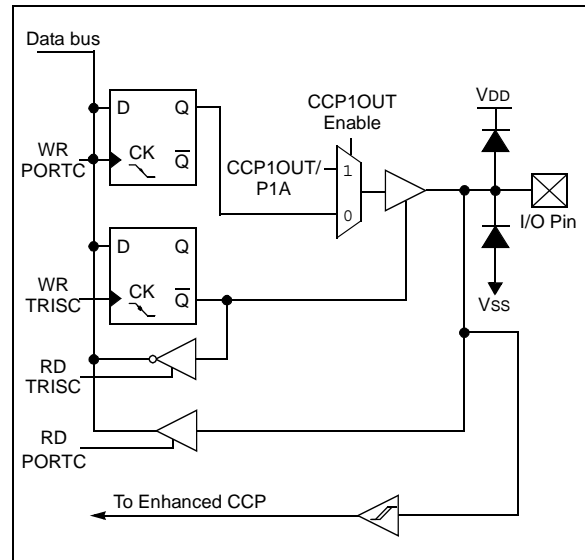 Data bus
D
Q
WR
PORTC
CK
Q
CCP1OUT
Enable
CCP1OUT/
P1A
1
0
VDD
I/O Pin
VSS
D
Q
WR
TRISC
CK
Q
RD
TRISC
RD
PORTC
To Enhanced CCP